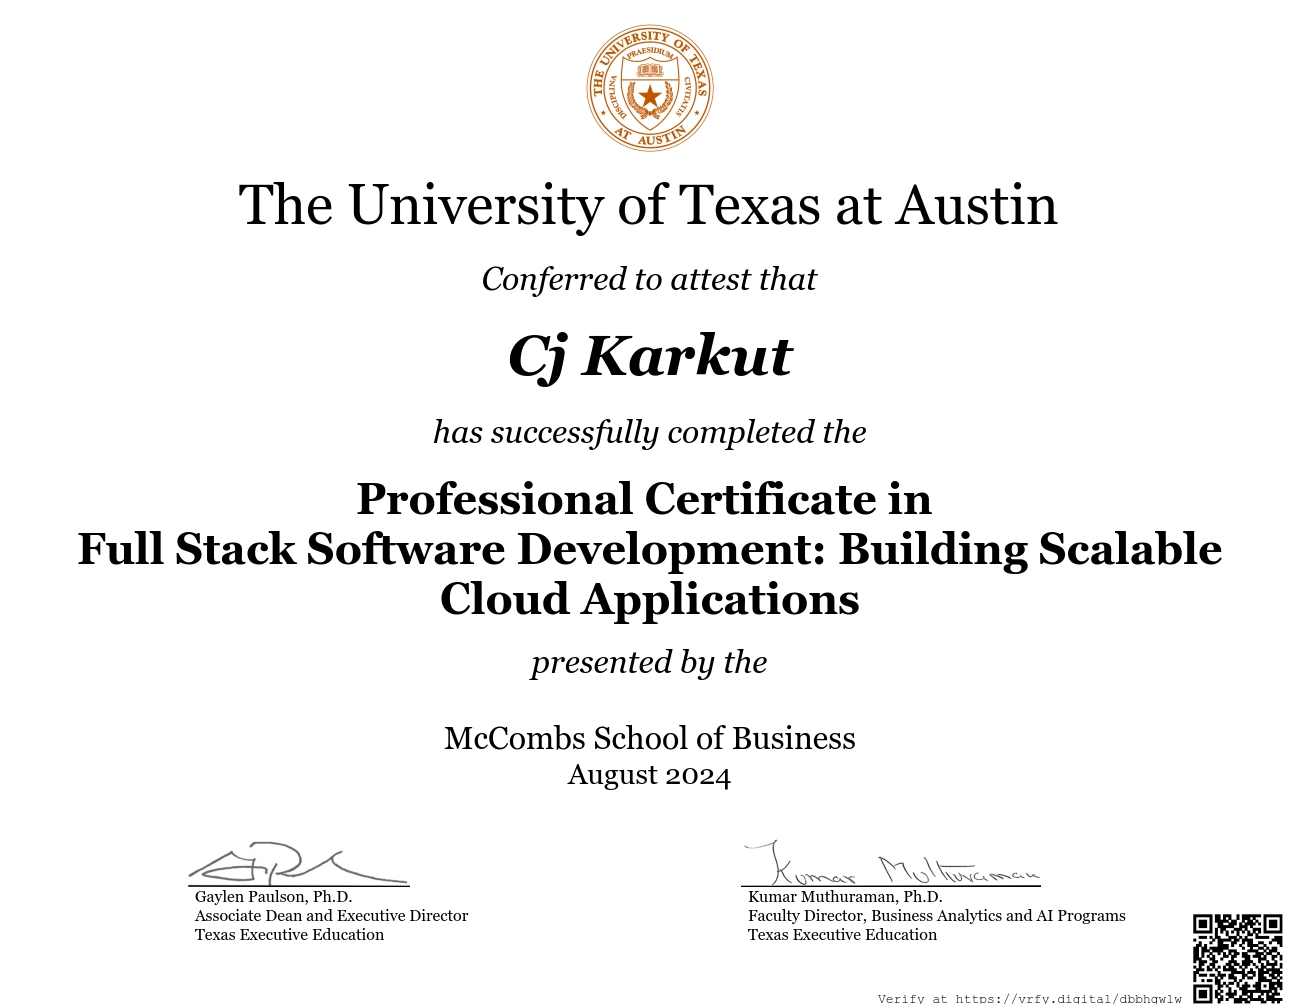 THE UNIVERSITY OF TEXAS
AT AUSTIN
PRAESIDIUM
DISCIPLINA
CIVITATIS
The University of Texas at Austin
Conferred to attest that
Cj Karkut
has successfully completed the
Professional Certificate in
Full Stack Software Development: Building Scalable
Cloud Applications
presented by the
McCombs School of Business
August 2024
Kumar Muthuraman
Gaylen Paulson, Ph.D.
Associate Dean and Executive Director
Texas Executive Education
Kumar Muthuraman, Ph.D.
Faculty Director, Business Analytics and AI Programs
Texas Executive Education
Verify at https://vrfy.digital/dbbhqwlw